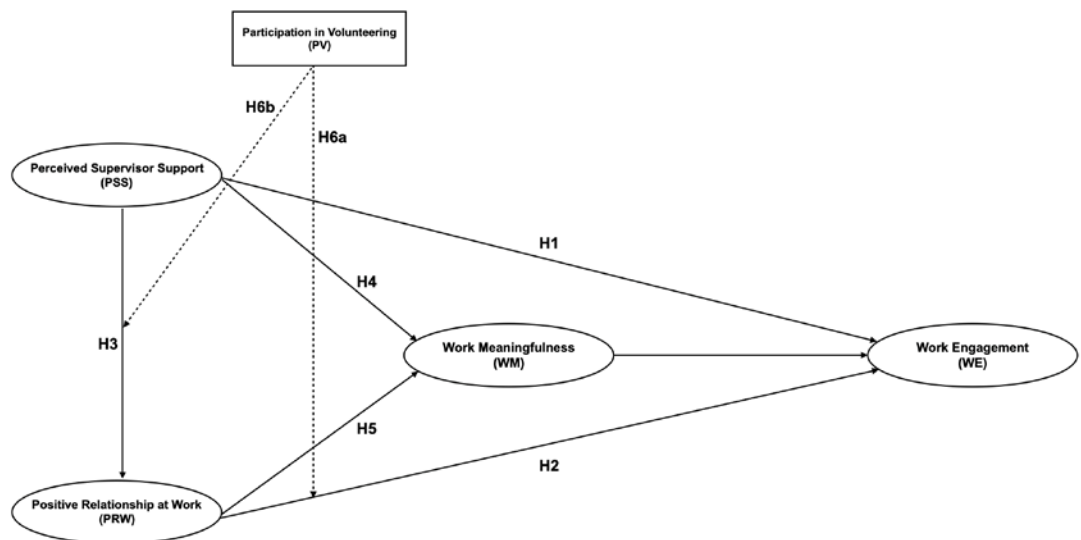 Participation in Volunteering
(PV)
H6b
H6a
Perceived Supervisor Support
(PSS)
H1
H4
H3
Work Meaningfulness
(WM)
Work Engagement
(WE)
H5
H2
Positive Relationship at Work
(PRW)